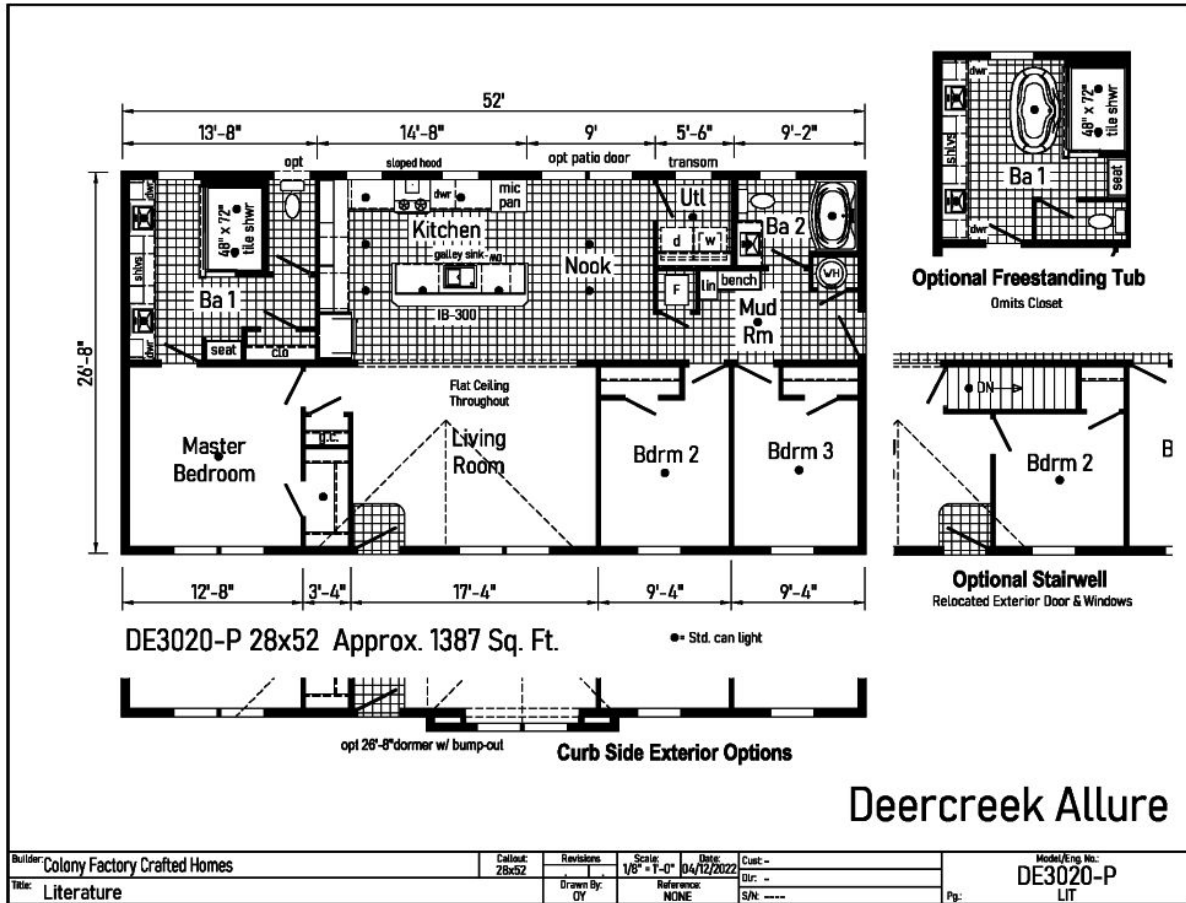 52'
13'-8"
14'-8"
9'
5'-6"
9'-2"
opt
sloped hood
opt patio door
transom
26'-8"
dwr
shlvs
dwr
48" x 72"
tile shwr
Ba 1
seat
clo
dwr
mic
pan
Kitchen
galley sink
IB-300
Nook
Utl
d
w
Ba 2
F
lin
bench
WH
Mud
Rm
Master
Bedroom
g.c.
Flat Ceiling
Throughout
Living
Room
Bdrm 2
Bdrm 3
12'-8"
3'-4"
17'-4"
9'-4"
9'-4"
DE3020-P 28x52 Approx. 1387 Sq. Ft.
= Std. can light
opt 26'-8"dormer w/ bump-out
Curb Side Exterior Options
dwr
shlvs
dwr
48" x 72"
tile shwr
Ba 1
seat
Optional Freestanding Tub
Omits Closet
DN
Bdrm 2
B
Optional Stairwell
Relocated Exterior Door & Windows
Deercreek Allure
Builder: Colony Factory Crafted Homes
Title: Literature
Callout:
28x52
Revisions
Drawn By:
OY
Scale:
1/8" = 1'-0"
Date:
04/12/2022
Reference:
NONE
Cust: -
Dlr: -
S/N: ----
Model/Eng. No.:
DE3020-P
Pg.: LIT